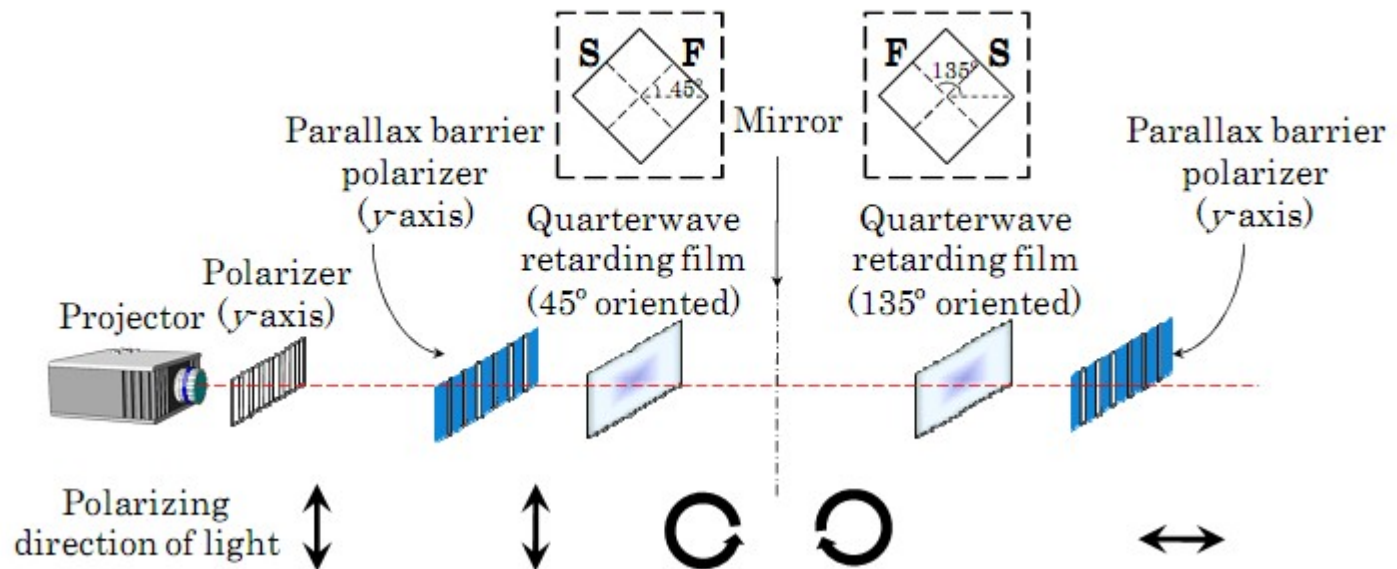 S F
45°
F S
135°
Mirror
Parallax barrier
polarizer
(y-axis)
Quarterwave
retarding film
(45° oriented)
Quarterwave
retarding film
(135° oriented)
Parallax barrier
polarizer
(y-axis)
Polarizer
(y-axis)
Projector
Polarizing
direction of light